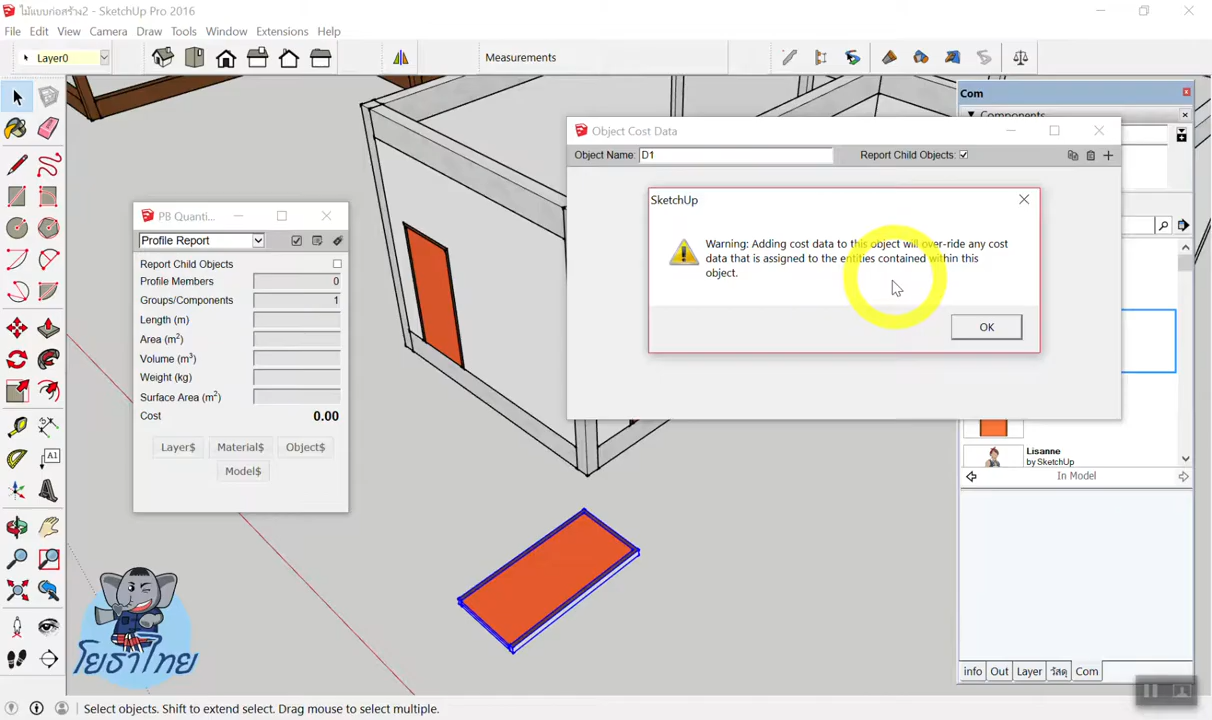 ไม้แบบก่อสร้าง2 - SketchUp Pro 2016
File Edit View Camera Draw Tools Window Extensions Help
Layer0
Measurements
Com
Components
Object Cost Data
Object Name: D1
Report Child Objects:
SketchUp
Warning: Adding cost data to this object will over-ride any cost
data that is assigned to the entities contained within this
object.
OK
PB Quanti...
Profile Report
Report Child Objects
Profile Members 0
Groups/Components 1
Length (m)
Area (m²)
Volume (m³)
Weight (kg)
Surface Area (m²)
Cost 0.00
Layer$ Material$ Object$
Model$
A1
Lisanne
by SketchUp
In Model
โยธาไทย
info Out Layer วัสดุ Com
Select objects. Shift to extend select. Drag mouse to select multiple.